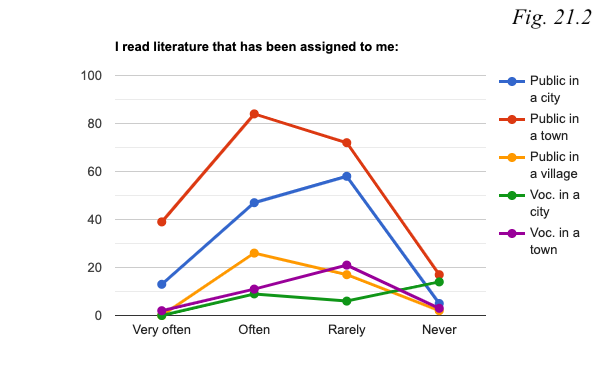 Fig. 21.2
I read literature that has been assigned to me:
100
80
60
40
20
0
Very often
Often
Rarely
Never
Public in
a city
Public in
a town
Public in
a village
Voc. in a
city
Voc. in a
town